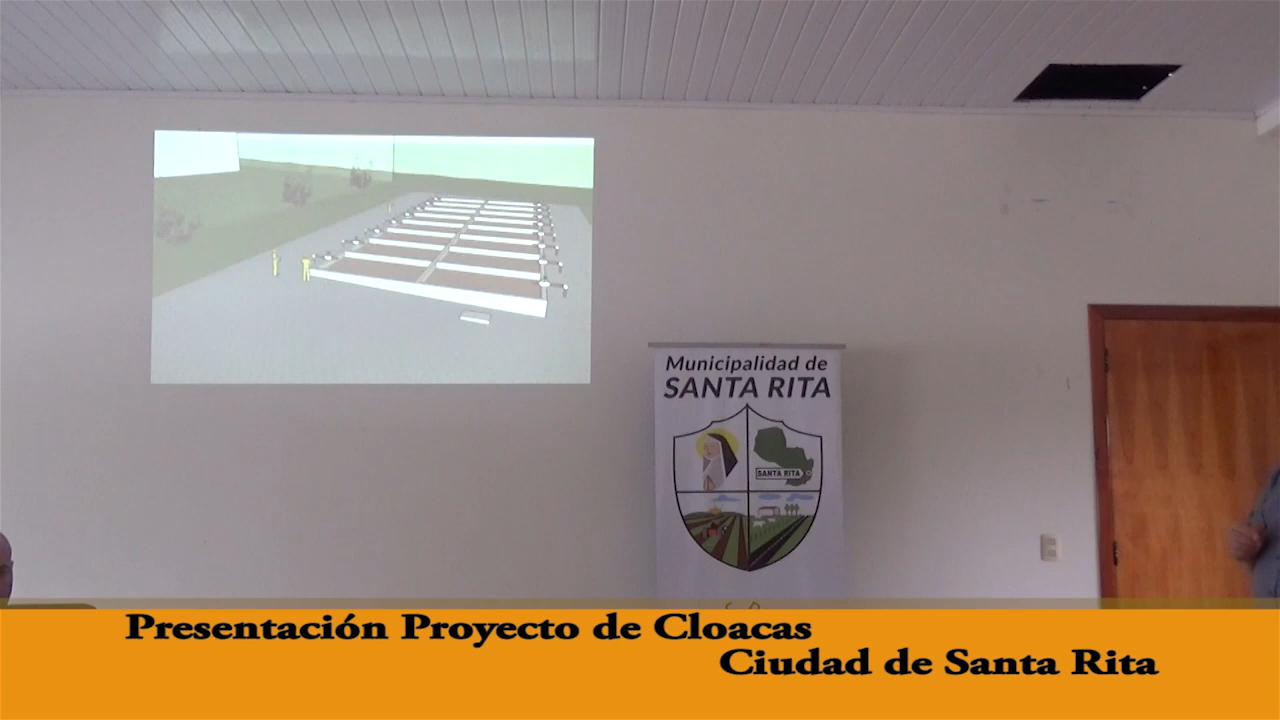 Municipalidad de
SANTA RITA
SANTA RITA
Presentación Proyecto de Cloacas
Ciudad de Santa Rita